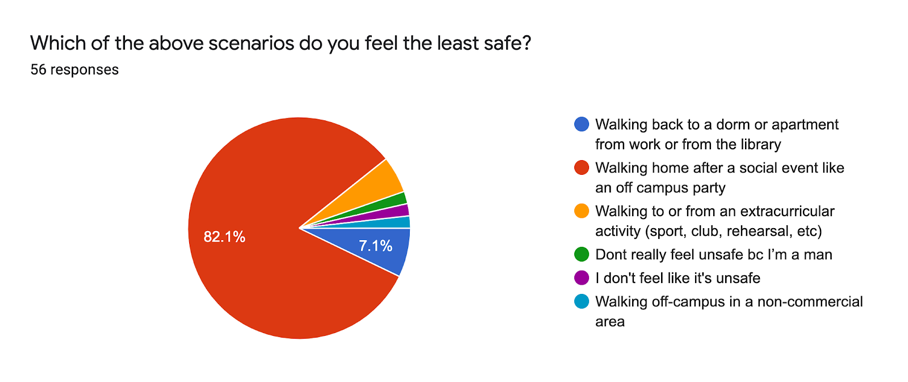 Which of the above scenarios do you feel the least safe?
56 responses
82.1%
7.1%
Walking back to a dorm or apartment
from work or from the library
Walking home after a social event like
an off campus party
Walking to or from an extracurricular
activity (sport, club, rehearsal, etc)
Dont really feel unsafe bc I’m a man
I don't feel like it's unsafe
Walking off-campus in a non-commercial
area